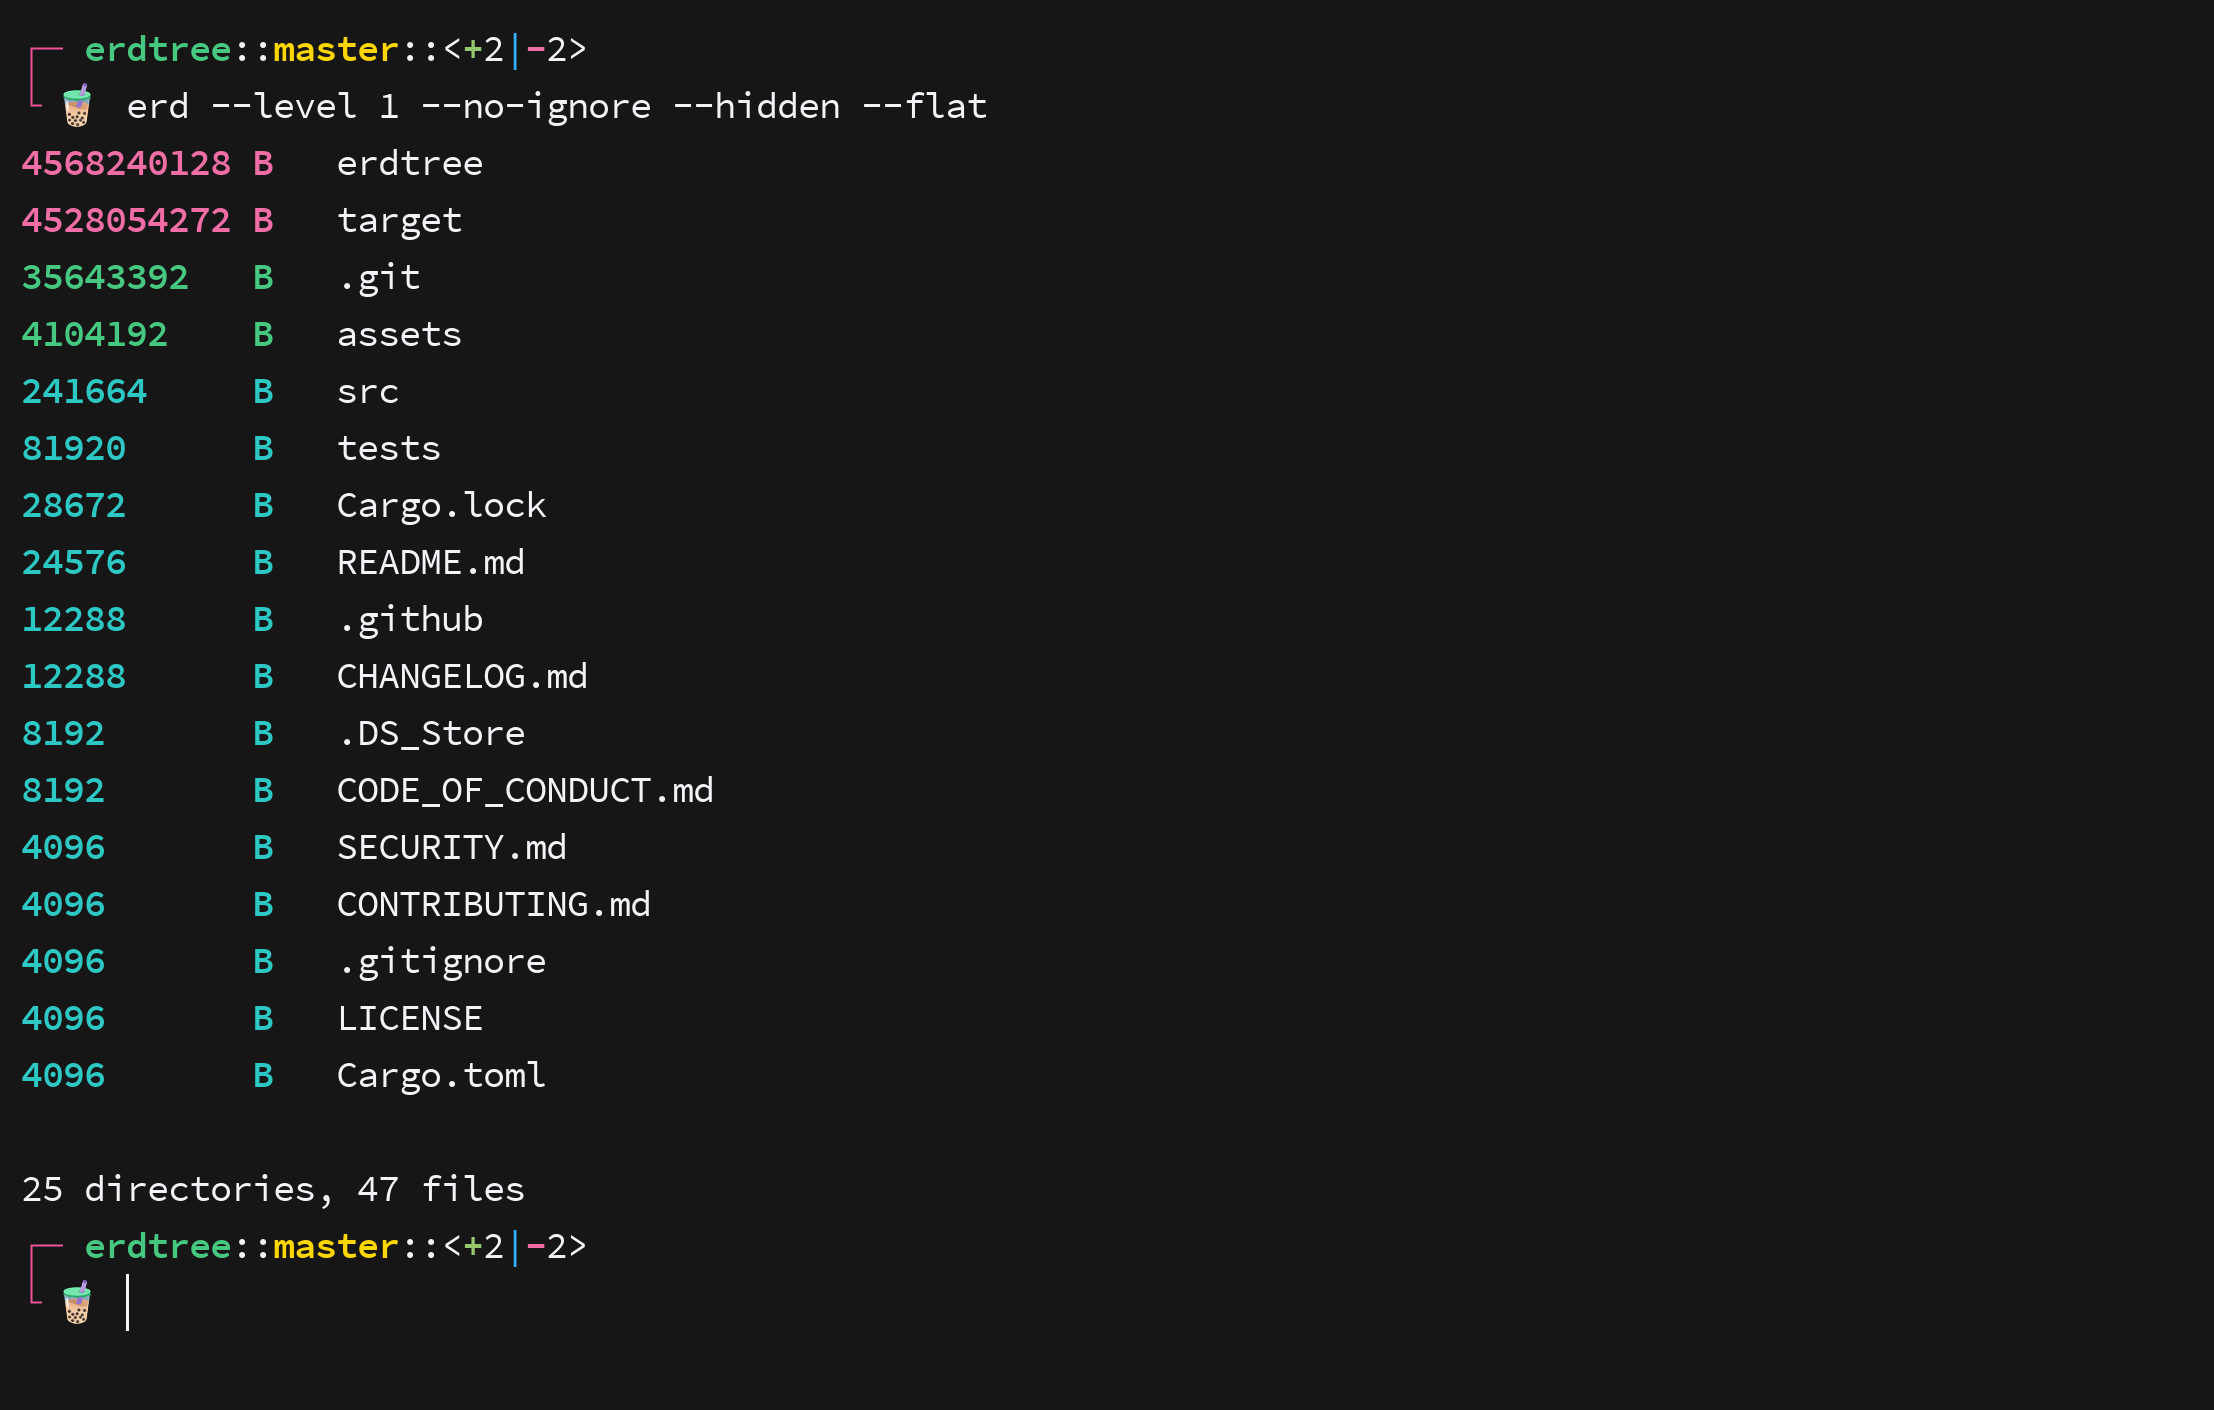 erdtree::master::<+2|-2>
erd --level 1 --no-ignore --hidden --flat
4568240128 B   erdtree
4528054272 B   target
35643392   B   .git
4104192    B   assets
241664     B   src
81920      B   tests
28672      B   Cargo.lock
24576      B   README.md
12288      B   .github
12288      B   CHANGELOG.md
8192       B   .DS_Store
8192       B   CODE_OF_CONDUCT.md
4096       B   SECURITY.md
4096       B   CONTRIBUTING.md
4096       B   .gitignore
4096       B   LICENSE
4096       B   Cargo.toml
25 directories, 47 files
erdtree::master::<+2|-2>